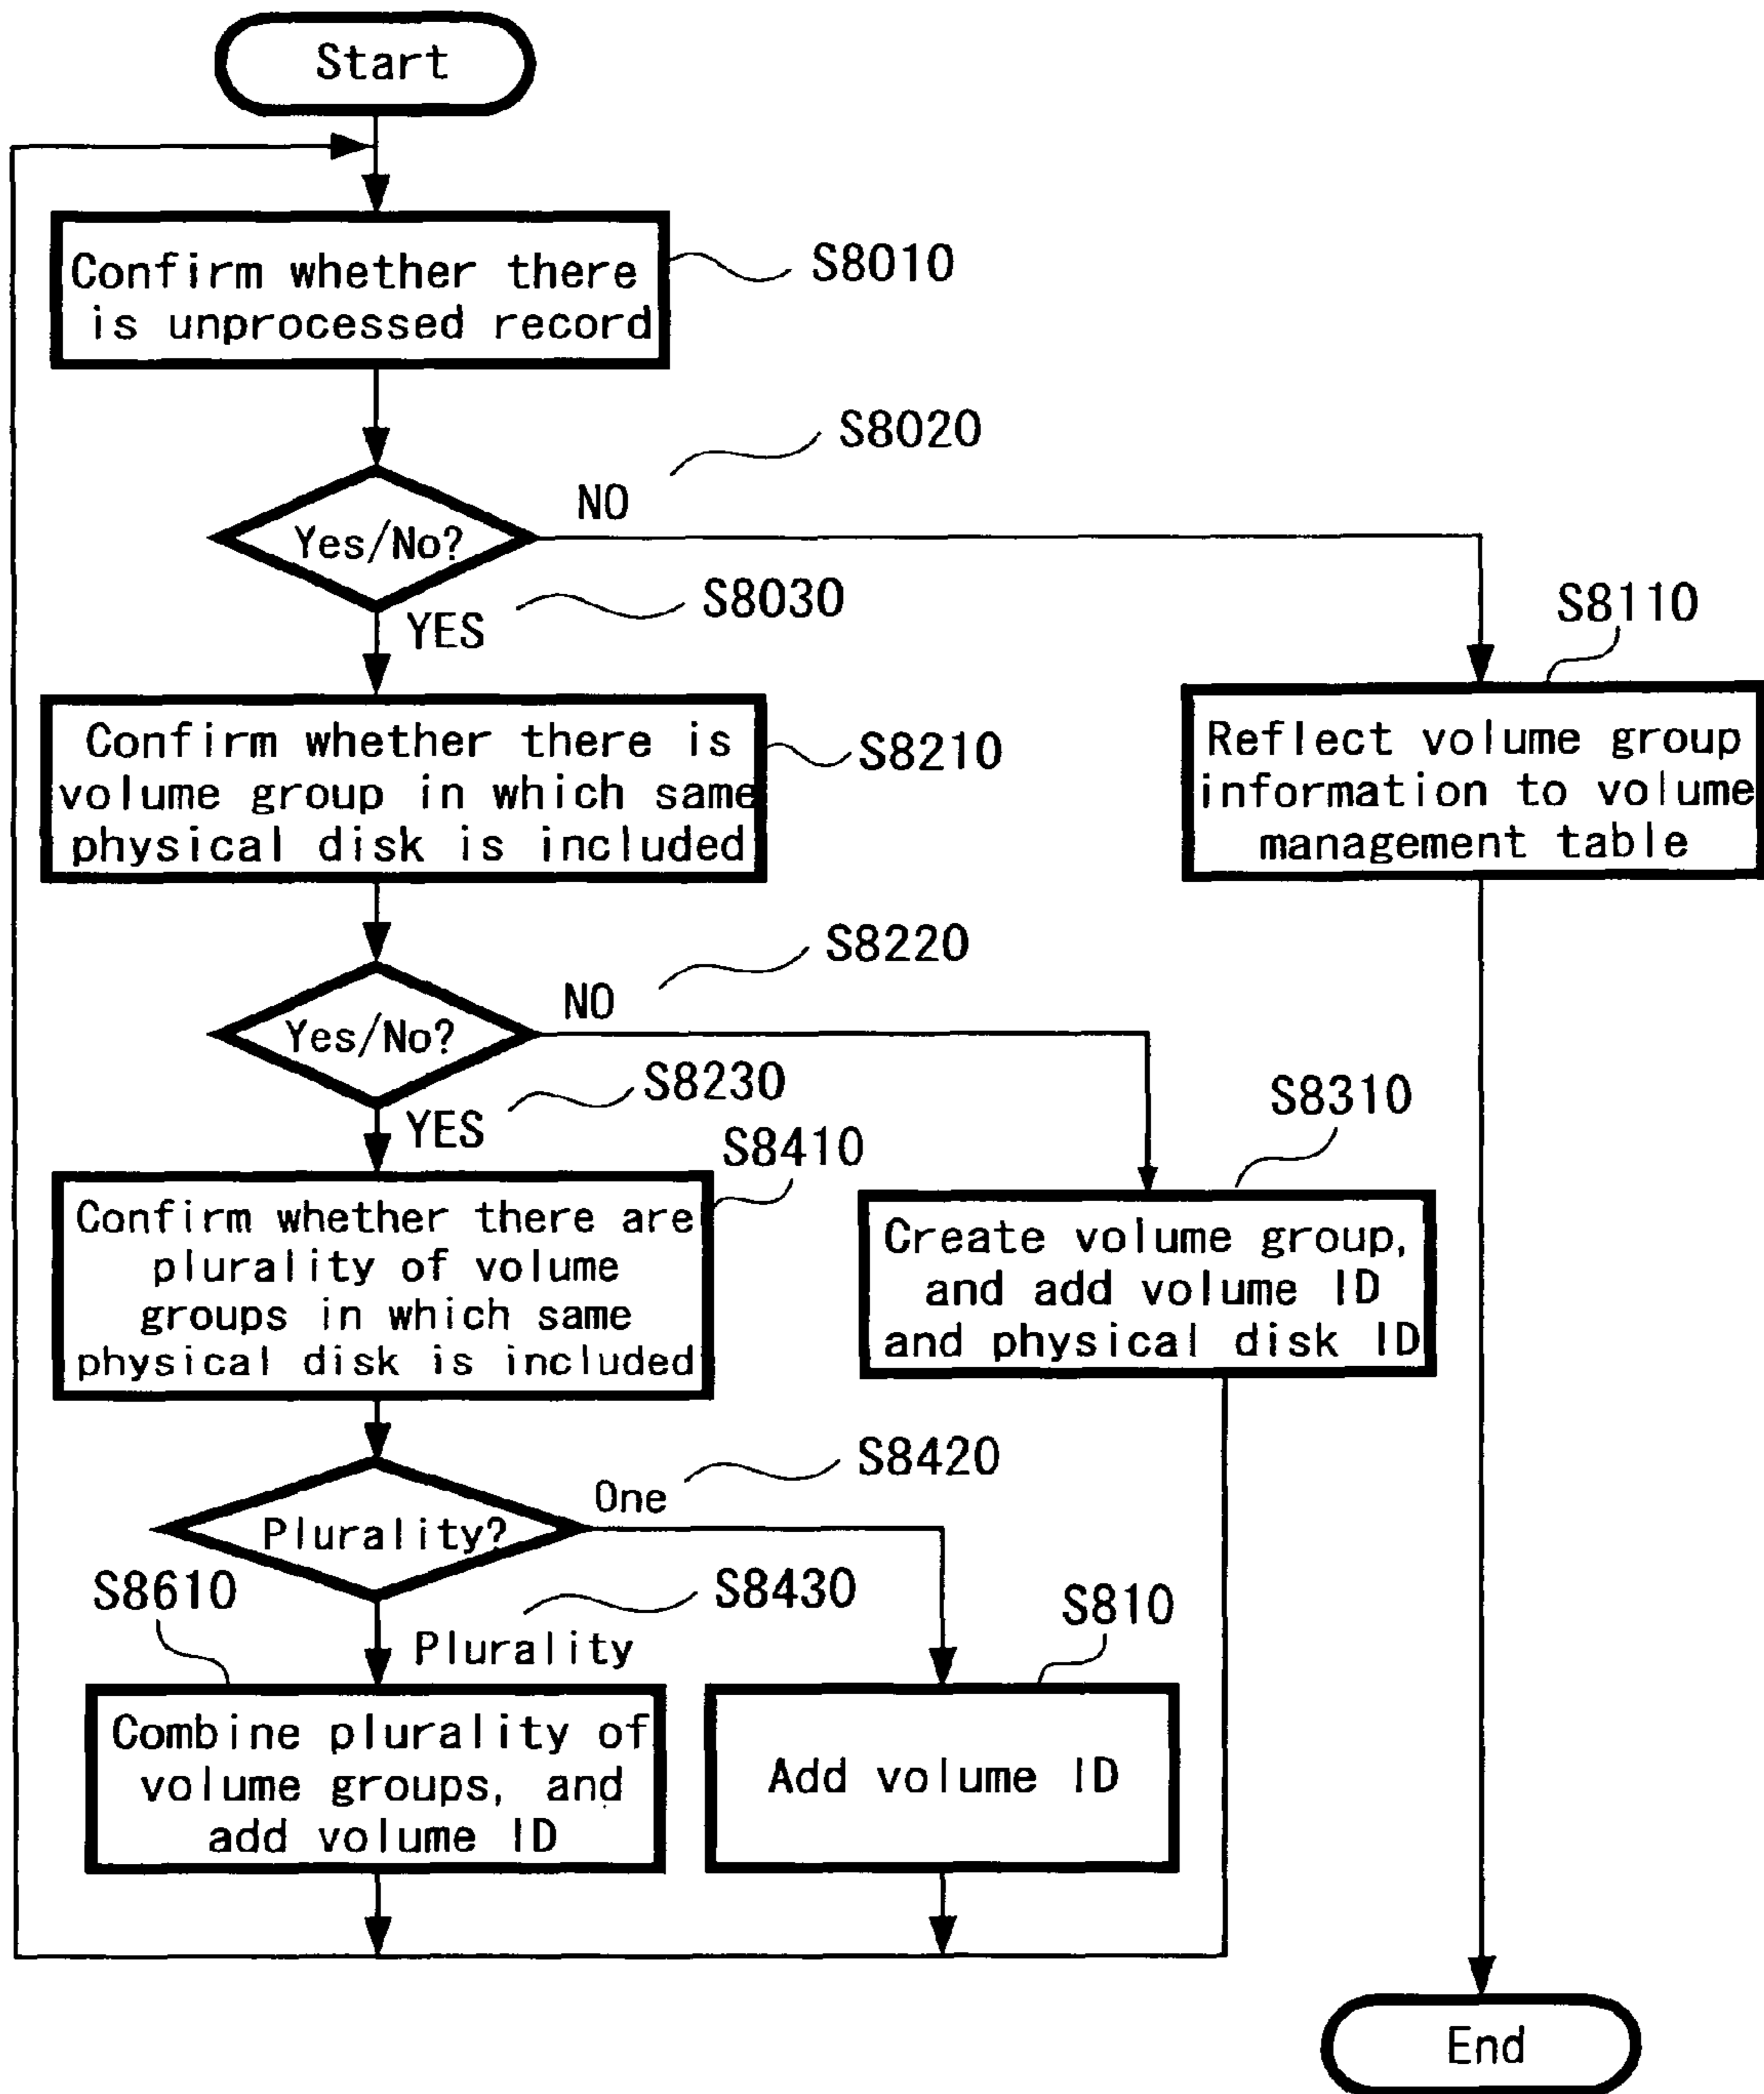 Start
Confirm whether there
is unprocessed record
S8010
S8020
Yes/No?
NO
S8030
YES
S8110
Confirm whether there is
volume group in which same
physical disk is included
S8210
Reflect volume group
information to volume
management table
S8220
Yes/No?
NO
S8230
YES
S8310
S8410
Confirm whether there are
plurality of volume
groups in which same
physical disk is included
Create volume group,
and add volume ID
and physical disk ID
S8420
Plurality?
One
S8610
S8430
S810
Plurality
Combine plurality of
volume groups, and
add volume ID
Add volume ID
End